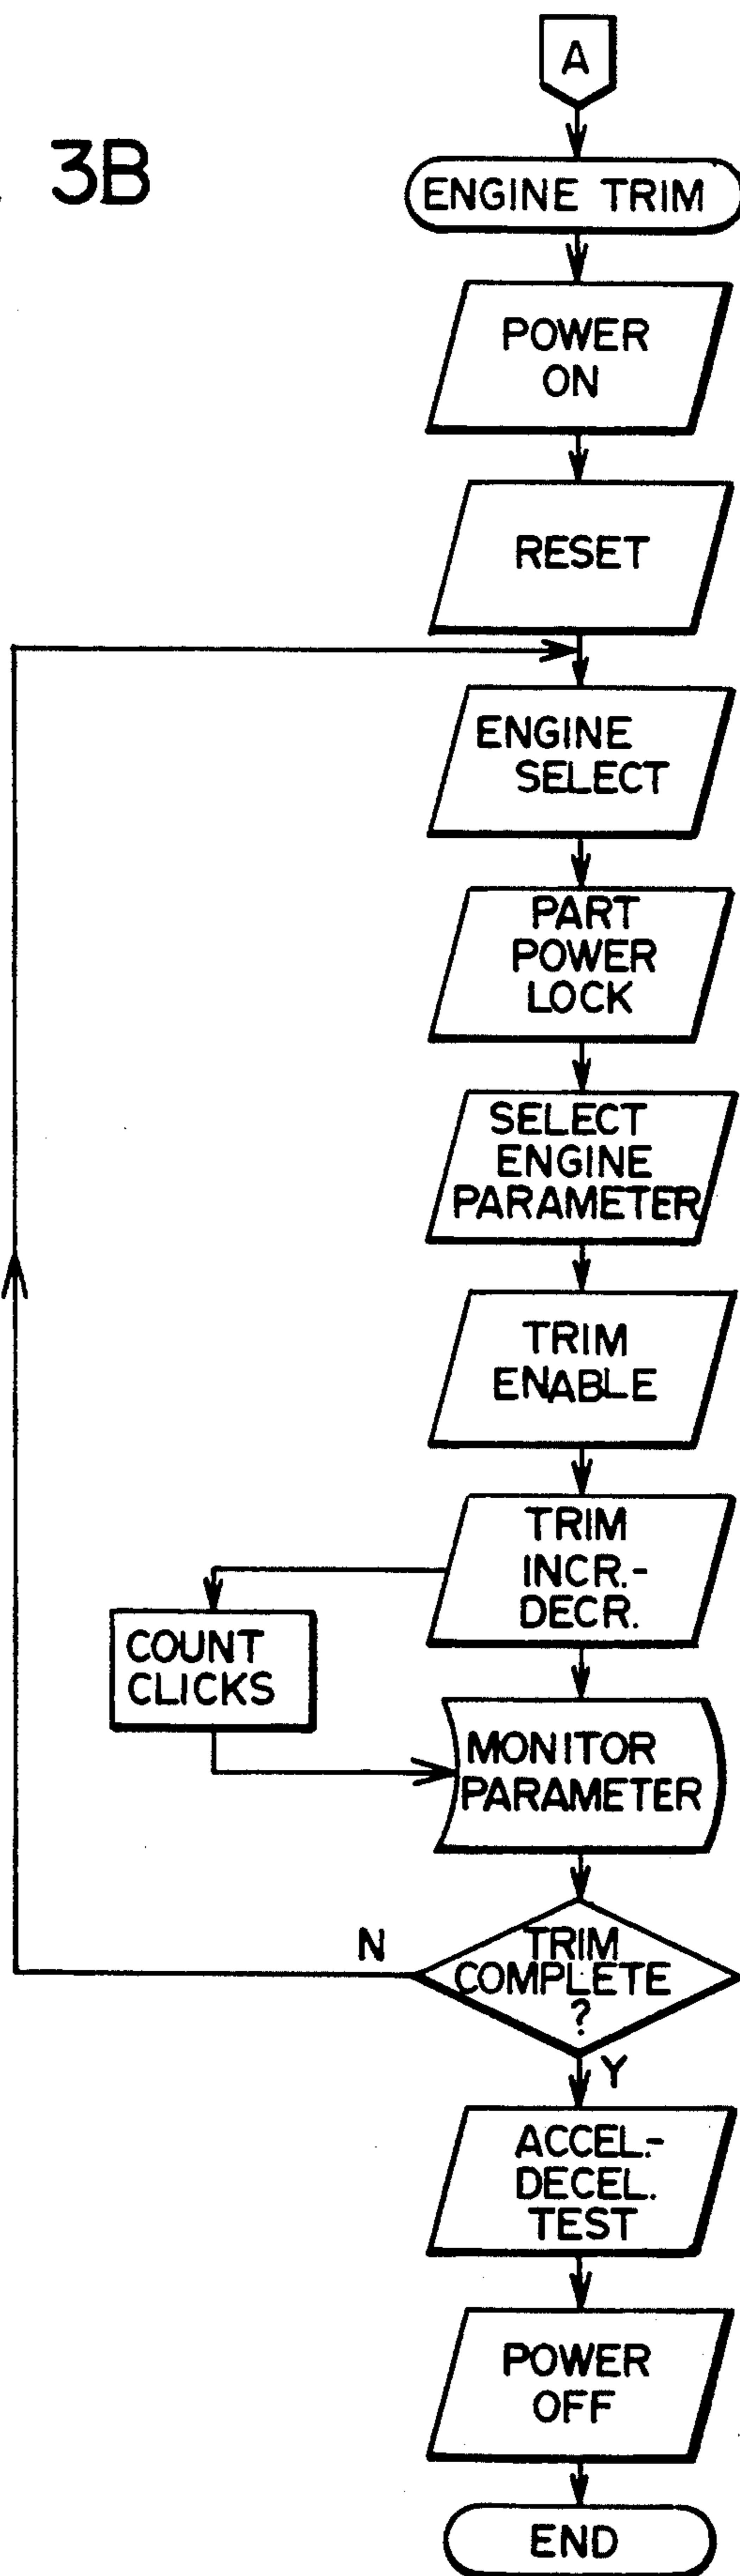 A
3B
ENGINE TRIM
POWER
ON
RESET
ENGINE
SELECT
PART
POWER
LOCK
SELECT
ENGINE
PARAMETER
TRIM
ENABLE
TRIM
INCR.-
DECR.
COUNT
CLICKS
MONITOR
PARAMETER
N
TRIM
COMPLETE
?
Y
ACCEL.-
DECEL.
TEST
POWER
OFF
END